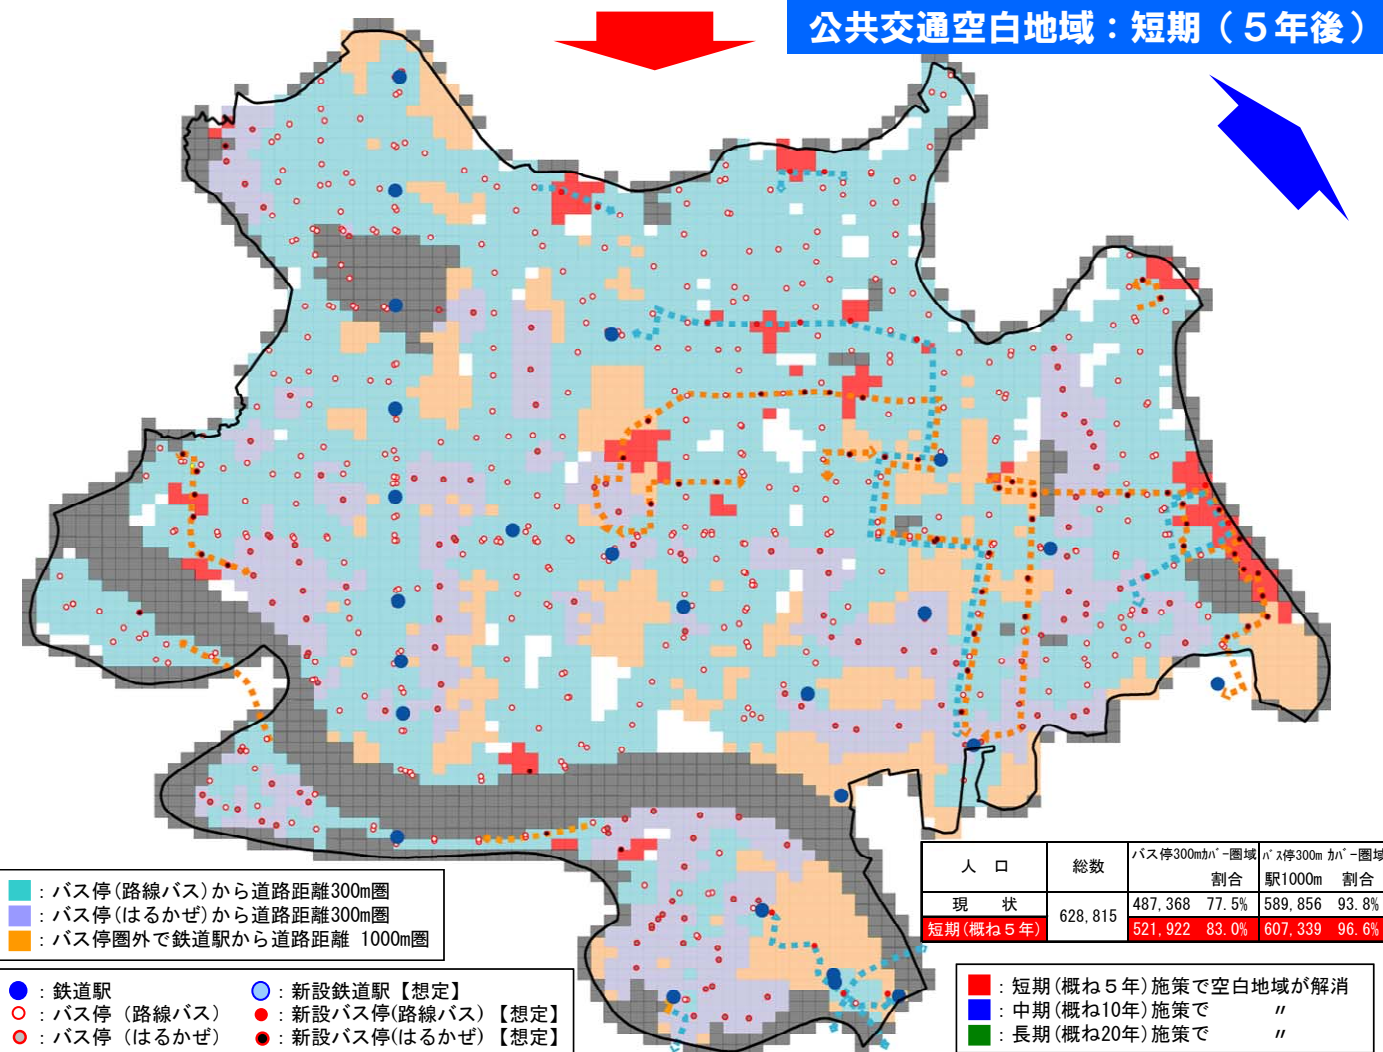 公共交通空白地域：短期（５年後）
：バス停(路線バス)から道路距離300m圏
：バス停(はるかぜ)から道路距離300m圏
：バス停圏外で鉄道駅から道路距離 1000m圏
：鉄道駅
：新設鉄道駅【想定】
：バス停（路線バス）
：新設バス停(路線バス)【想定】
：バス停（はるかぜ）
：新設バス停(はるかぜ)【想定】
人　口　総数　バス停300mｶﾊﾞｰ圏域 割合　バス停300m 駅1000m ｶﾊﾞｰ圏域 割合
現　状　628,815　487,368　77.5%　589,856　93.8%
短期(概ね５年)　521,922　83.0%　607,339　96.6%
：短期(概ね５年)施策で空白地域が解消
：中期(概ね10年)施策で　〃
：長期(概ね20年)施策で　〃